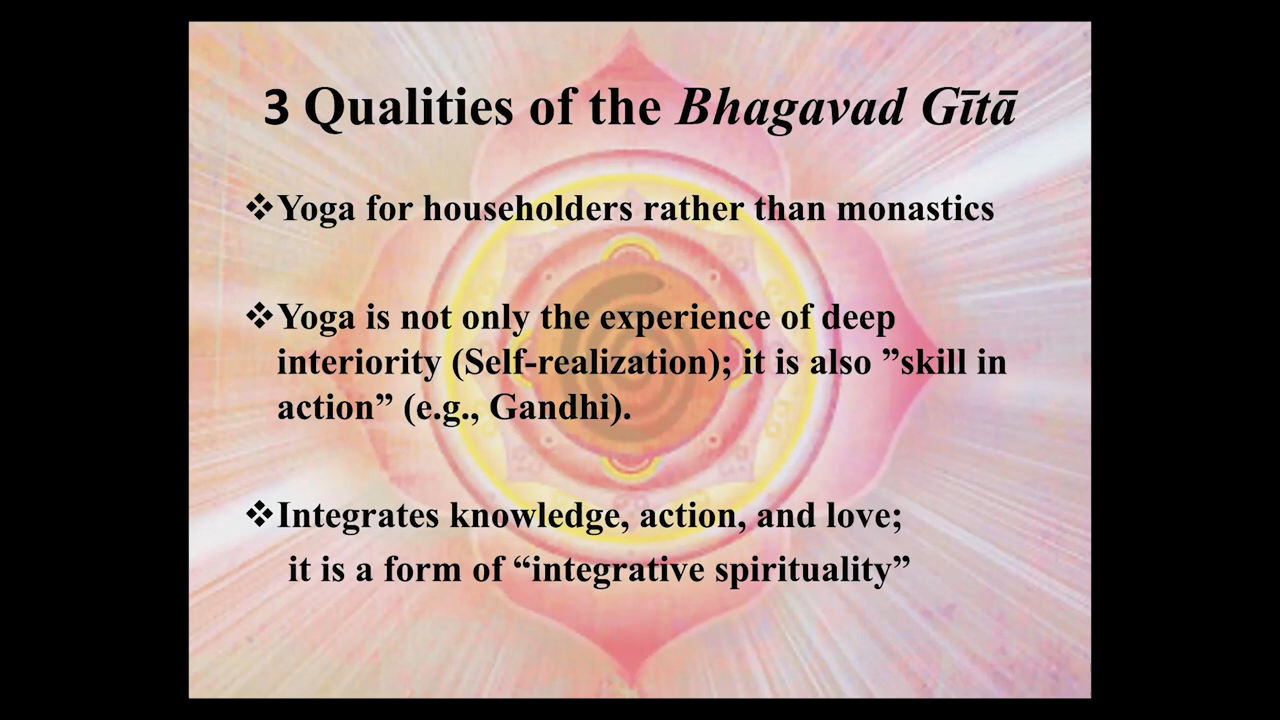 3 Qualities of the Bhagavad Gītā
❖Yoga for householders rather than monastics
❖Yoga is not only the experience of deep
interiority (Self-realization); it is also ”skill in
action” (e.g., Gandhi).
❖Integrates knowledge, action, and love;
it is a form of “integrative spirituality”